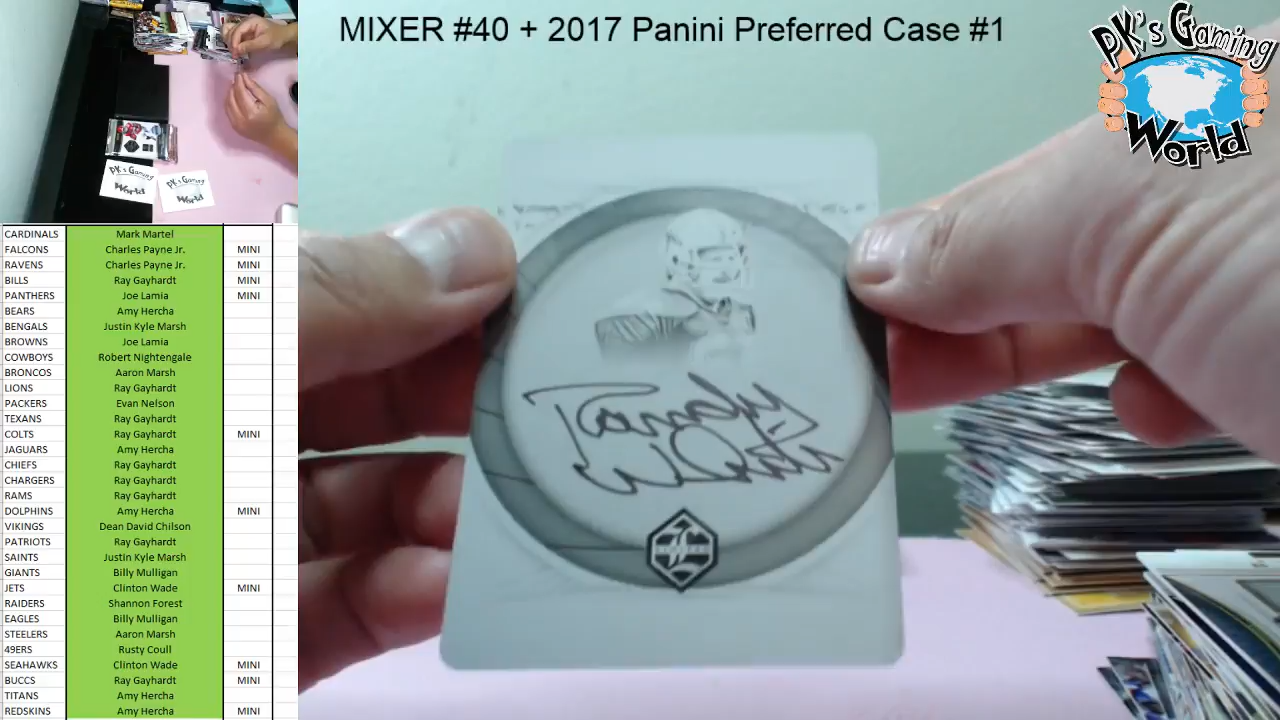 MIXER #40 + 2017 Panini Preferred Case #1
PK's Gaming
World
PK's Gaming
World
PK's Gaming
World
CARDINALS Mark Martel
FALCONS Charles Payne Jr. MINI
RAVENS Charles Payne Jr. MINI
BILLS Ray Gayhardt MINI
PANTHERS Joe Lamia MINI
BEARS Amy Hercha
BENGALS Justin Kyle Marsh
BROWNS Joe Lamia
COWBOYS Robert Nightengale
BRONCOS Aaron Marsh
LIONS Ray Gayhardt
PACKERS Evan Nelson
TEXANS Ray Gayhardt
COLTS Ray Gayhardt MINI
JAGUARS Amy Hercha
CHIEFS Ray Gayhardt
CHARGERS Ray Gayhardt
RAMS Ray Gayhardt
DOLPHINS Amy Hercha MINI
VIKINGS Dean David Chilson
PATRIOTS Ray Gayhardt
SAINTS Justin Kyle Marsh
GIANTS Billy Mulligan
JETS Clinton Wade MINI
RAIDERS Shannon Forest
EAGLES Billy Mulligan
STEELERS Aaron Marsh
49ERS Rusty Coull
SEAHAWKS Clinton Wade MINI
BUCCS Ray Gayhardt MINI
TITANS Amy Hercha
REDSKINS Amy Hercha MINI